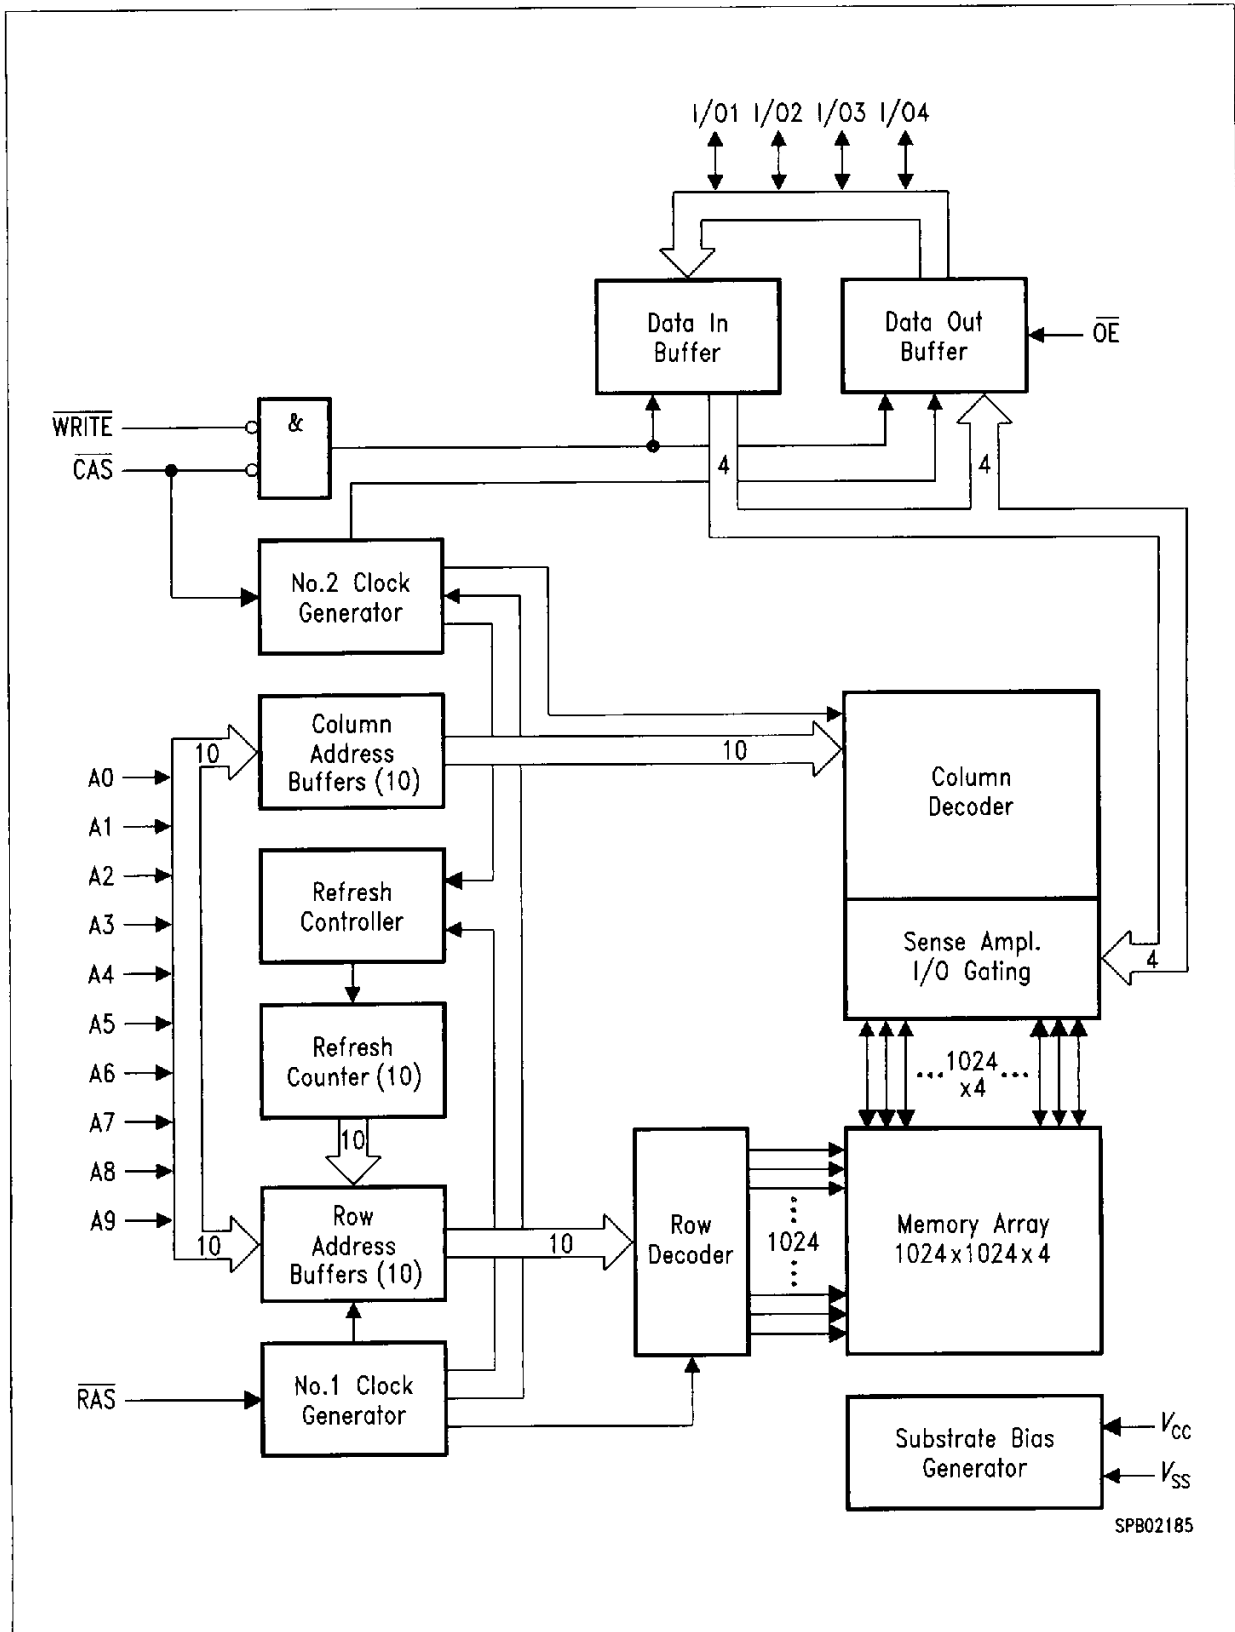 I/O1 I/O2 I/O3 I/O4
Data In
Buffer
Data Out
Buffer
OE
WRITE
&
CAS
4
4
No.2 Clock
Generator
Column
Address
Buffers (10)
10
10
Column
Decoder
A0
A1
A2
A3
A4
A5
A6
A7
A8
A9
Refresh
Controller
Sense Ampl.
I/O Gating
4
Refresh
Counter (10)
...1024...
x4
10
Row
Address
Buffers (10)
10
10
Row
Decoder
1024
Memory Array
1024x1024x4
RAS
No.1 Clock
Generator
Substrate Bias
Generator
VCC
VSS
SPB02185